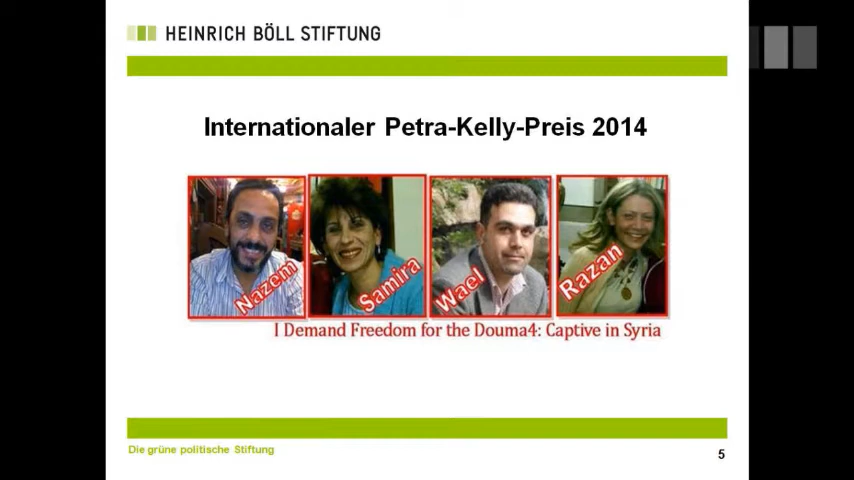 HEINRICH BÖLL STIFTUNG
Internationaler Petra-Kelly-Preis 2014
Nazem
Samira
Wael
Razan
I Demand Freedom for the Douma4: Captive in Syria
Die grüne politische Stiftung
5